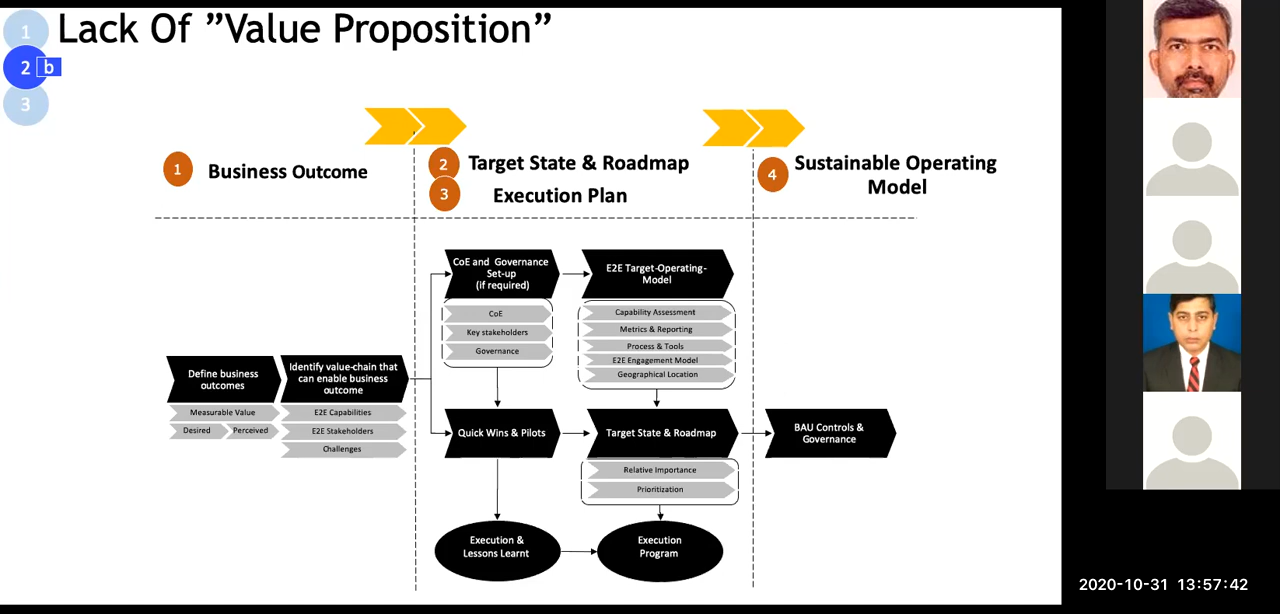 Lack Of ”Value Proposition”
1
2 b
3
1
Business Outcome
2
Target State & Roadmap
3
Execution Plan
4
Sustainable Operating
Model
CoE and Governance
Set-up
(if required)
CoE
Key stakeholders
Governance
E2E Target-Operating-
Model
Capability Assessment
Metrics & Reporting
Process & Tools
E2E Engagement Model
Geographical Location
Define business
outcomes
Measurable Value
Desired
Perceived
Identify value-chain that
can enable business
outcome
E2E Capabilities
E2E Stakeholders
Challenges
Quick Wins & Pilots
Target State & Roadmap
Relative Importance
Prioritization
BAU Controls &
Governance
Execution &
Lessons Learnt
Execution
Program
2020-10-31 13:57:42